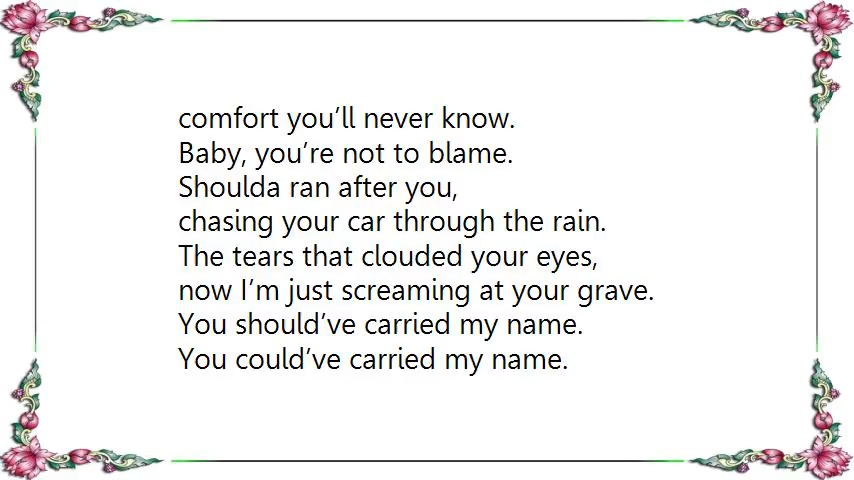 comfort you’ll never know.
Baby, you’re not to blame.
Shoulda ran after you,
chasing your car through the rain.
The tears that clouded your eyes,
now I’m just screaming at your grave.
You should’ve carried my name.
You could’ve carried my name.